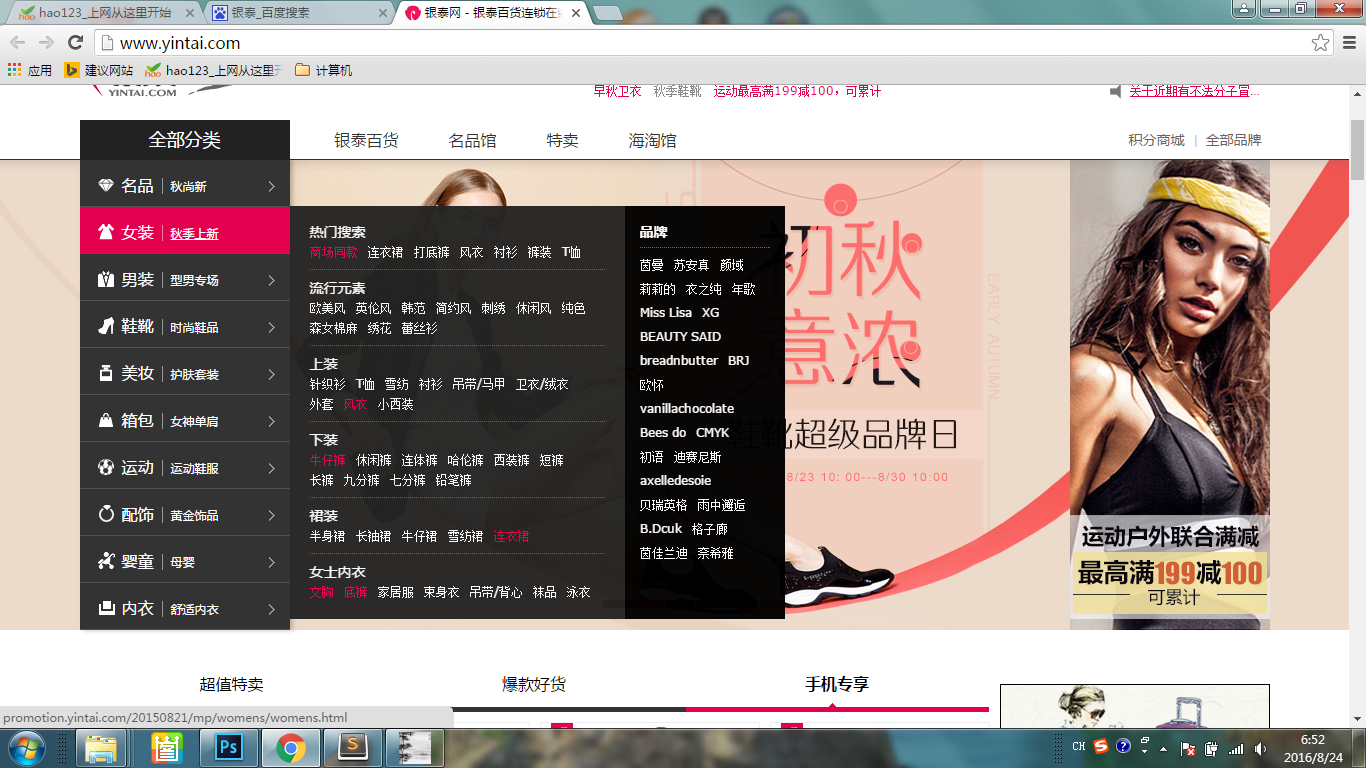 hao123_上网从这里开始
银泰_百度搜索
银泰网 - 银泰百货连锁在
www.yintai.com
应用
建议网站
hao123_上网从这里
计算机
YINTAI.COM
早秋卫衣 秋季鞋靴 运动最高满199减100，可累计
关于近期有不法分子冒...
全部分类
银泰百货 名品馆 特卖 海淘馆
积分商城 | 全部品牌
名品 | 秋尚新
女装 | 秋季上新
男装 | 型男专场
鞋靴 | 时尚鞋品
美妆 | 护肤套装
箱包 | 女神单肩
运动 | 运动鞋服
配饰 | 黄金饰品
婴童 | 母婴
内衣 | 舒适内衣
热门搜索
商场同款 连衣裙 打底裤 风衣 衬衫 裤装 T恤
流行元素
欧美风 英伦风 韩范 简约风 刺绣 休闲风 纯色
森女棉麻 绣花 蕾丝衫
上装
针织衫 T恤 雪纺 衬衫 吊带/马甲 卫衣/绒衣
外套 风衣 小西装
下装
牛仔裤 休闲裤 连体裤 哈伦裤 西装裤 短裤
长裤 九分裤 七分裤 铅笔裤
裙装
半身裙 长袖裙 牛仔裙 雪纺裙 连衣裙
女士内衣
文胸 底裤 家居服 束身衣 吊带/背心 袜品 泳衣
品牌
茵曼 苏安真 颜域
莉莉的 衣之纯 年歌
Miss Lisa XG
BEAUTY SAID
breadnbutter BRJ
欧怀
vanillachocolate
Bees do CMYK
初语 迪赛尼斯
axelledesoie
贝瑞英格 雨中邂逅
B.Dcuk 格子廊
茵佳兰迪 奈希雅
初秋
意浓
EARLY AUTUMN
鞋靴超级品牌日
8/23 10: 00---8/30 10:00
运动户外联合满减
最高满199减100
可累计
超值特卖
爆款好货
手机专享
promotion.yintai.com/20150821/mp/womens/womens.html
Ps
S
CH
6:52
2016/8/24